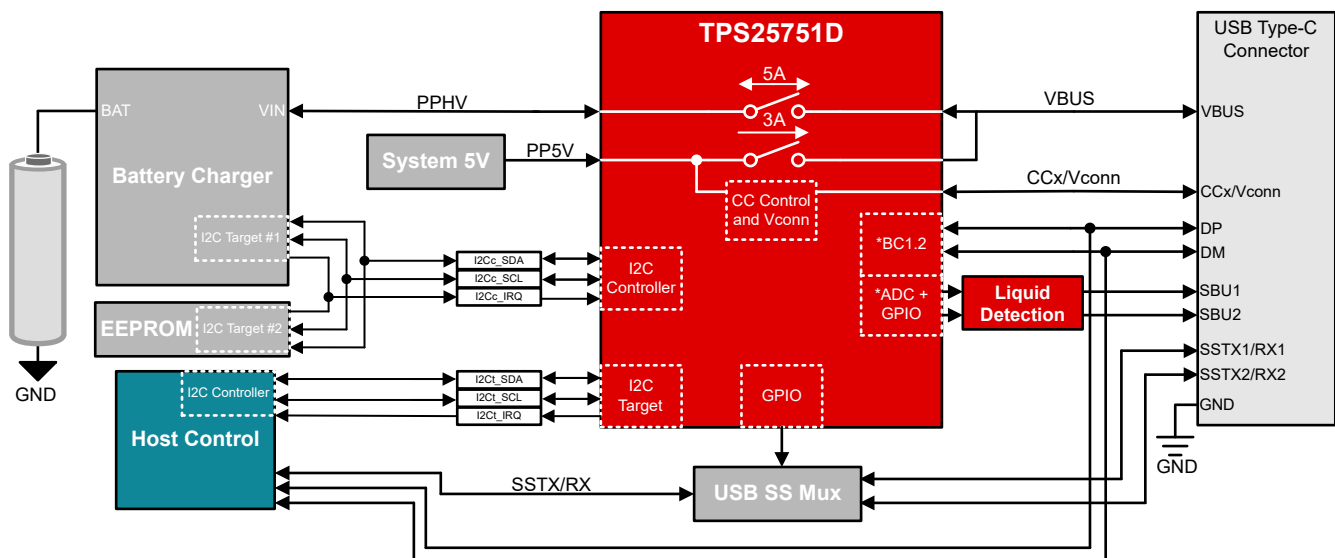 TPS25751D
USB Type-C
Connector
5A
BAT
VIN
PPHV
VBUS
VBUS
3A
Battery Charger
System 5V
PP5V
CCx/Vconn
CCx/Vconn
CC Control
and Vconn
I2C Target #1
*BC1.2
DP
DM
I2Cc_SDA
I2Cc_SCL
I2Cc_IRQ
I2C
Controller
*ADC +
GPIO
Liquid
Detection
SBU1
SBU2
EEPROM
I2C Target #2
SSTX1/RX1
SSTX2/RX2
GND
I2C Controller
I2Ct_SDA
I2Ct_SCL
I2Ct_IRQ
I2C
Target
GPIO
GND
Host Control
GND
SSTX/RX
USB SS Mux